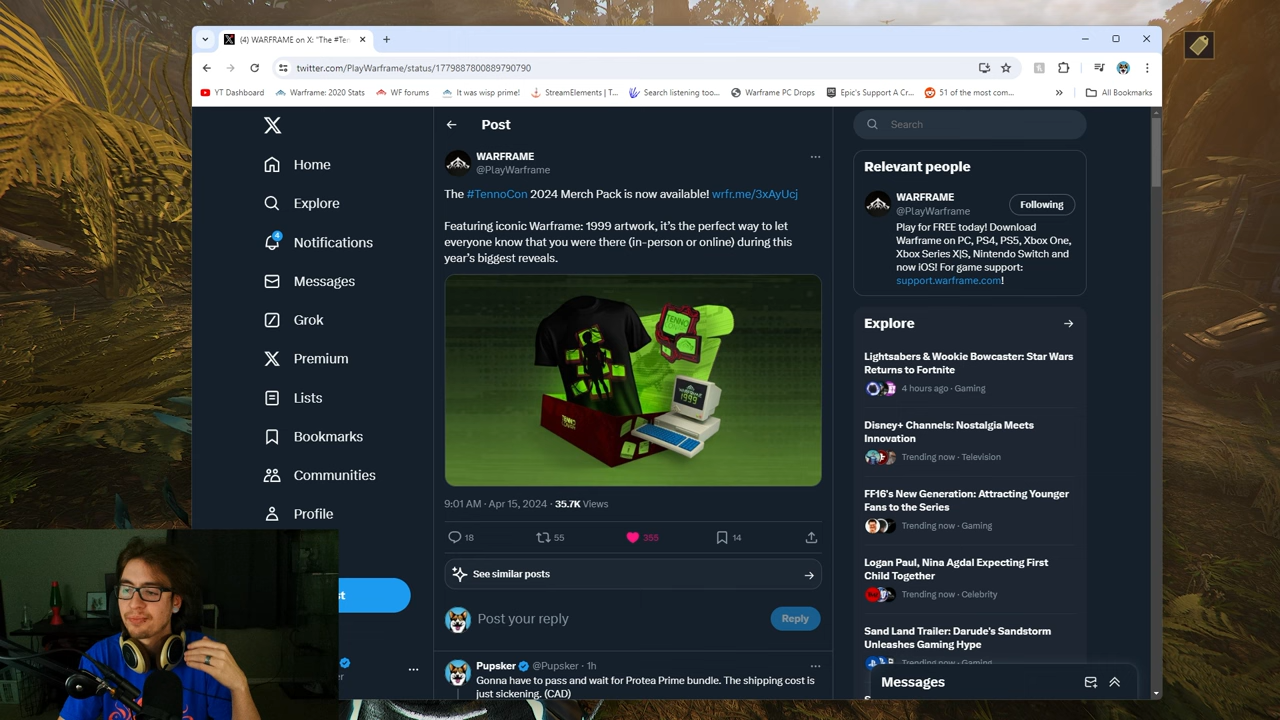 (4) WARFRAME on X: "The #Ten
twitter.com/PlayWarframe/status/1779887800889790790
YT Dashboard
Warframe: 2020 Stats
WF forums
It was wisp prime!
StreamElements | T...
Search listening too...
Warframe PC Drops
Epic's Support A Cr...
51 of the most com...
»
All Bookmarks
Home
Explore
4
Notifications
Messages
Grok
Premium
Lists
Bookmarks
Communities
Profile
Post
WARFRAME
@PlayWarframe
The #TennoCon 2024 Merch Pack is now available! wrfr.me/3xAyUcj
Featuring iconic Warframe: 1999 artwork, it's the perfect way to let
everyone know that you were there (in-person or online) during this
year's biggest reveals.
TENNO
WARFRAME
1999
9:01 AM · Apr 15, 2024 · 35.7K Views
18
55
355
14
See similar posts
Post your reply
Reply
Pupsker @Pupsker · 1h
Gonna have to pass and wait for Protea Prime bundle. The shipping cost is
just sickening. (CAD)
Search
Relevant people
WARFRAME
@PlayWarframe
Following
Play for FREE today! Download
Warframe on PC, PS4, PS5, Xbox One,
Xbox Series X|S, Nintendo Switch and
now iOS! For game support:
support.warframe.com!
Explore
Lightsabers & Wookie Bowcaster: Star Wars
Returns to Fortnite
4 hours ago · Gaming
Disney+ Channels: Nostalgia Meets
Innovation
Trending now · Television
FF16's New Generation: Attracting Younger
Fans to the Series
Trending now · Gaming
Logan Paul, Nina Agdal Expecting First
Child Together
Trending now · Celebrity
Sand Land Trailer: Darude's Sandstorm
Unleashes Gaming Hype
Trending now · Gaming
Messages